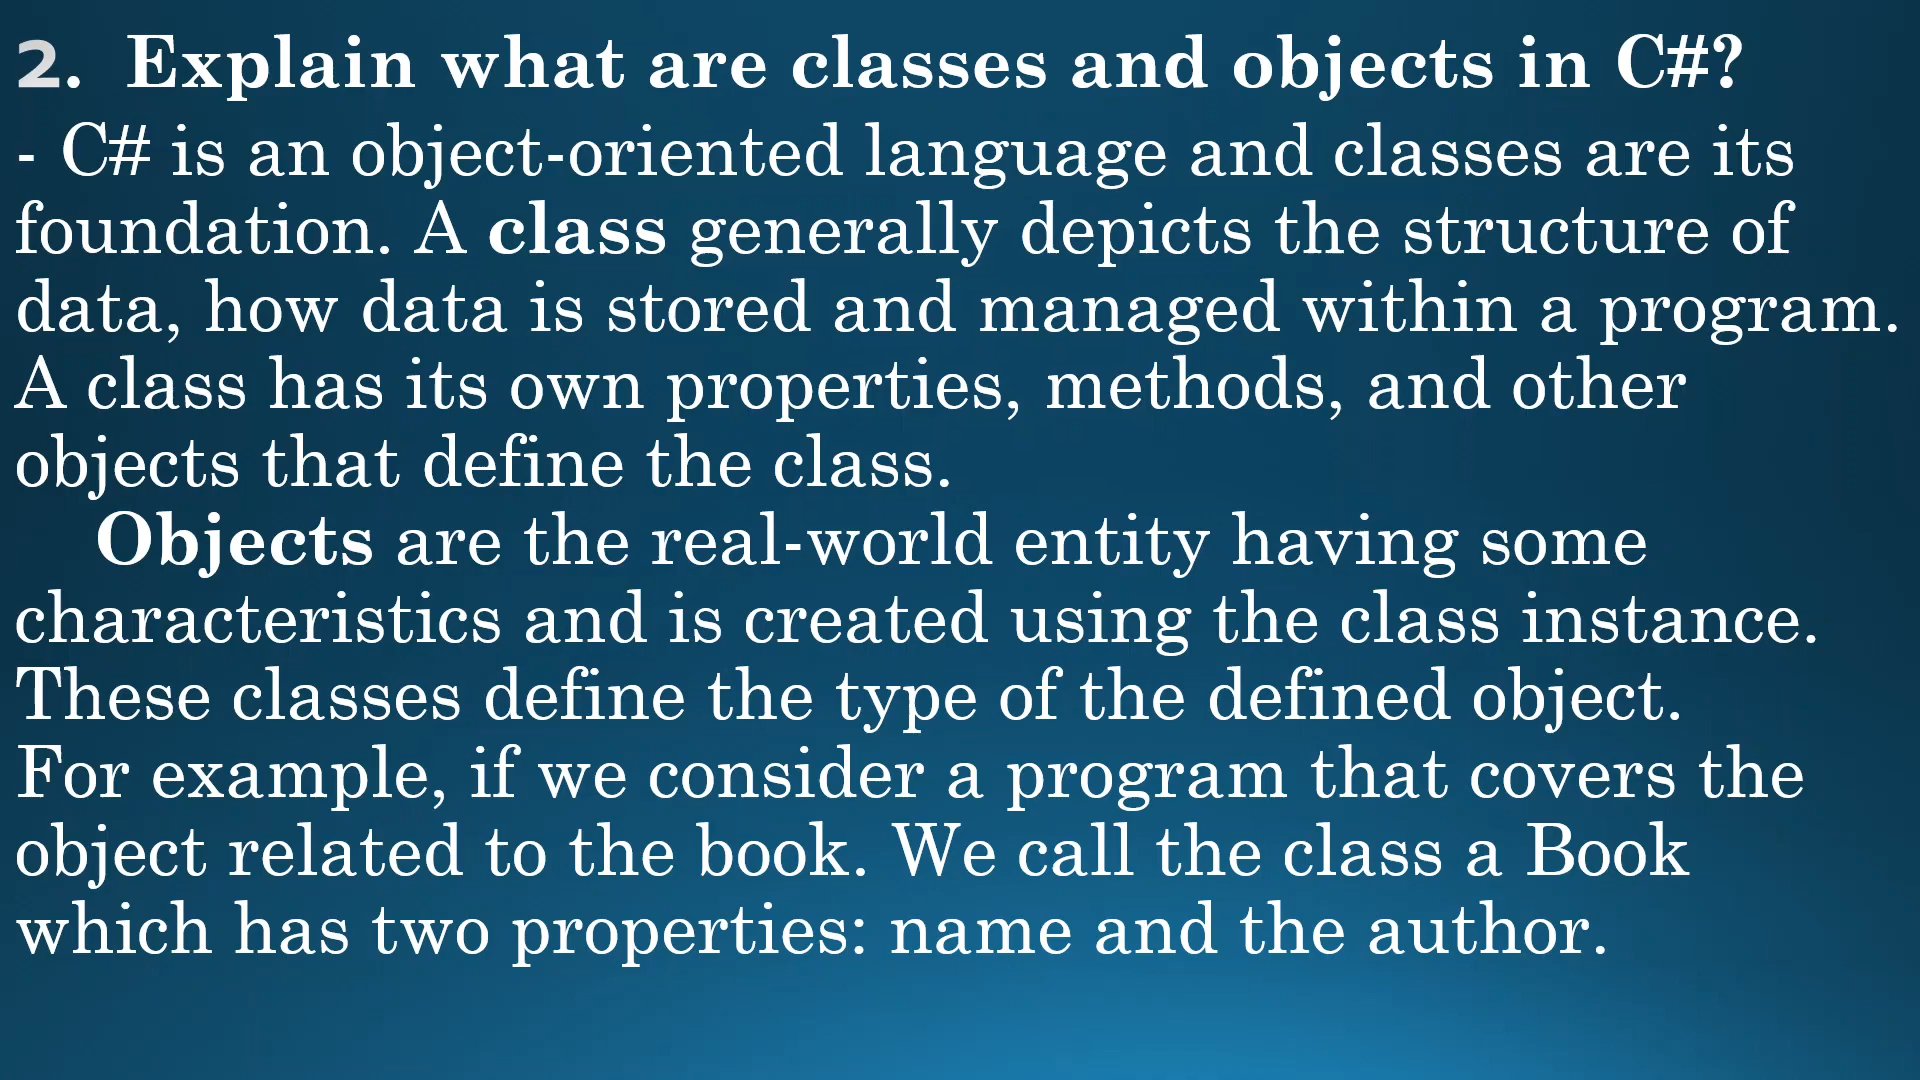 2. Explain what are classes and objects in C#?
- C# is an object-oriented language and classes are its
foundation. A class generally depicts the structure of
data, how data is stored and managed within a program.
A class has its own properties, methods, and other
objects that define the class.
Objects are the real-world entity having some
characteristics and is created using the class instance.
These classes define the type of the defined object.
For example, if we consider a program that covers the
object related to the book. We call the class a Book
which has two properties: name and the author.